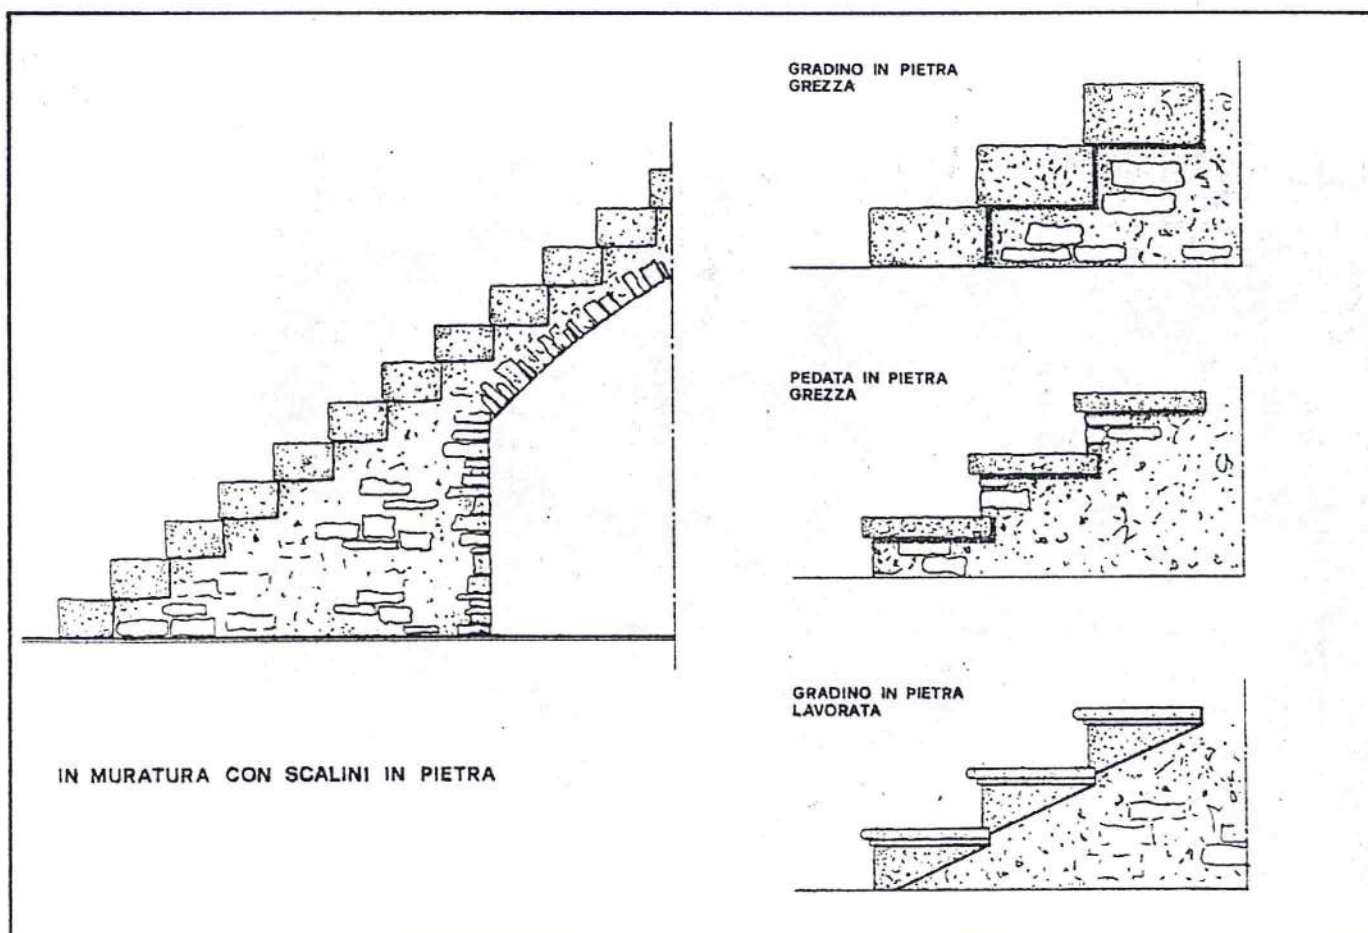 GRADINO IN PIETRA
GREZZA
PEDATA IN PIETRA
GREZZA
GRADINO IN PIETRA
LAVORATA
IN MURATURA CON SCALINI IN PIETRA